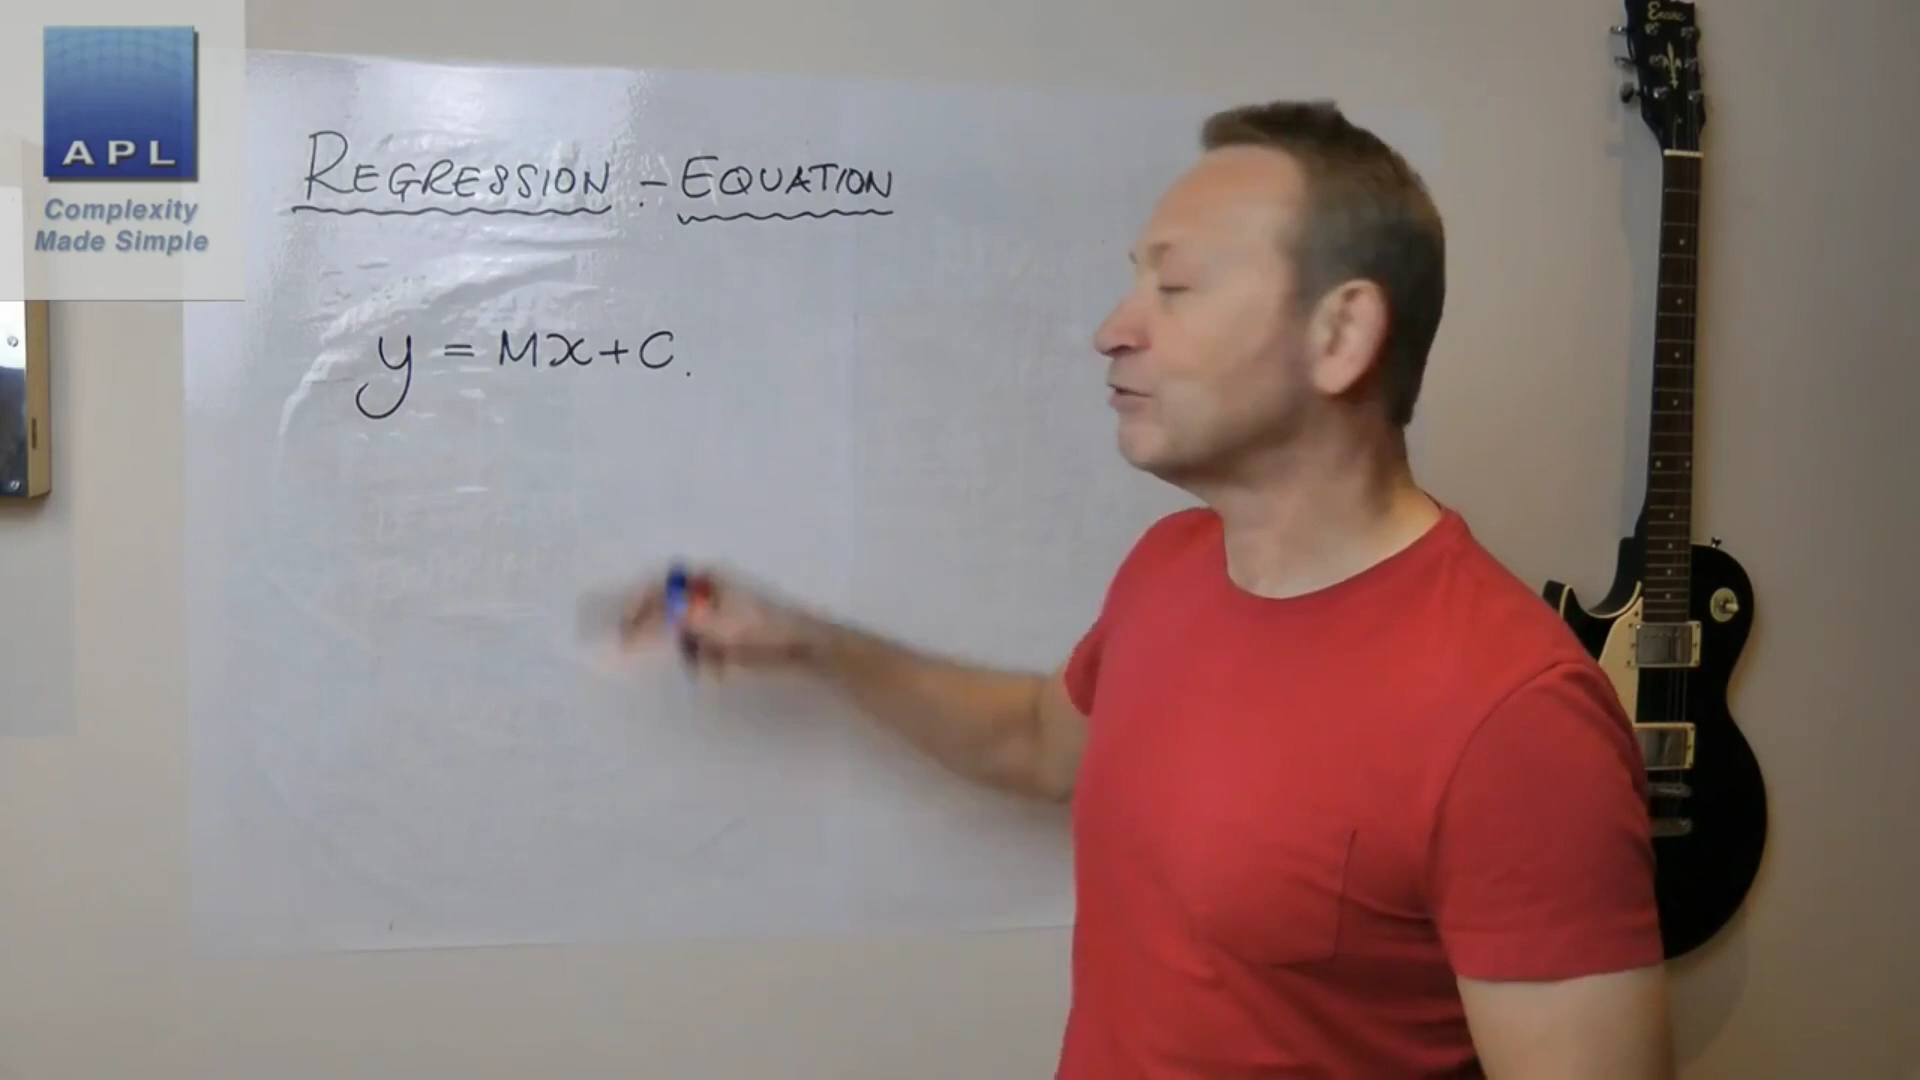 APL
Complexity
Made Simple
REGRESSION - EQUATION
y = Mx+C.